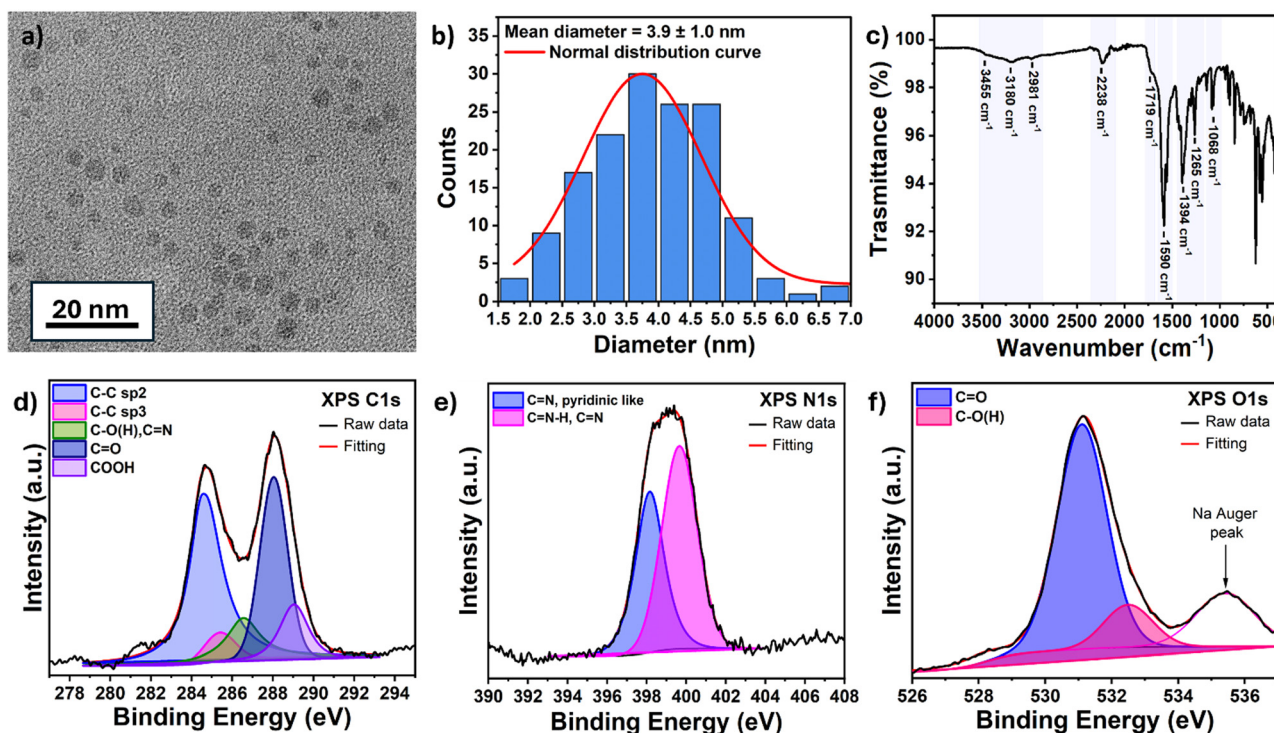 a)
20 nm
b)
Mean diameter = 3.9 ± 1.0 nm
Normal distribution curve
Counts
35
30
25
20
15
10
5
0
1.5 2.0 2.5 3.0 3.5 4.0 4.5 5.0 5.5 6.0 6.5 7.0
Diameter (nm)
c)
Trasmittance (%)
100
98
96
94
92
90
3455 cm⁻¹
3180 cm⁻¹
2981 cm⁻¹
2238 cm⁻¹
1719 cm⁻¹
1590 cm⁻¹
1394 cm⁻¹
1265 cm⁻¹
1068 cm⁻¹
4000 3500 3000 2500 2000 1500 1000 500
Wavenumber (cm⁻¹)
d)
C-C sp2
C-C sp3
C-O(H),C=N
C=O
COOH
XPS C1s
Raw data
Fitting
Intensity (a.u.)
278 280 282 284 286 288 290 292 294
Binding Energy (eV)
e)
C=N, pyridinic like
C=N-H, C=N
XPS N1s
Raw data
Fitting
Intensity (a.u.)
390 392 394 396 398 400 402 404 406 408
Binding Energy (eV)
f)
C=O
C-O(H)
XPS O1s
Raw data
Fitting
Na Auger
peak
Intensity (a.u.)
526 528 530 532 534 536
Binding Energy (eV)